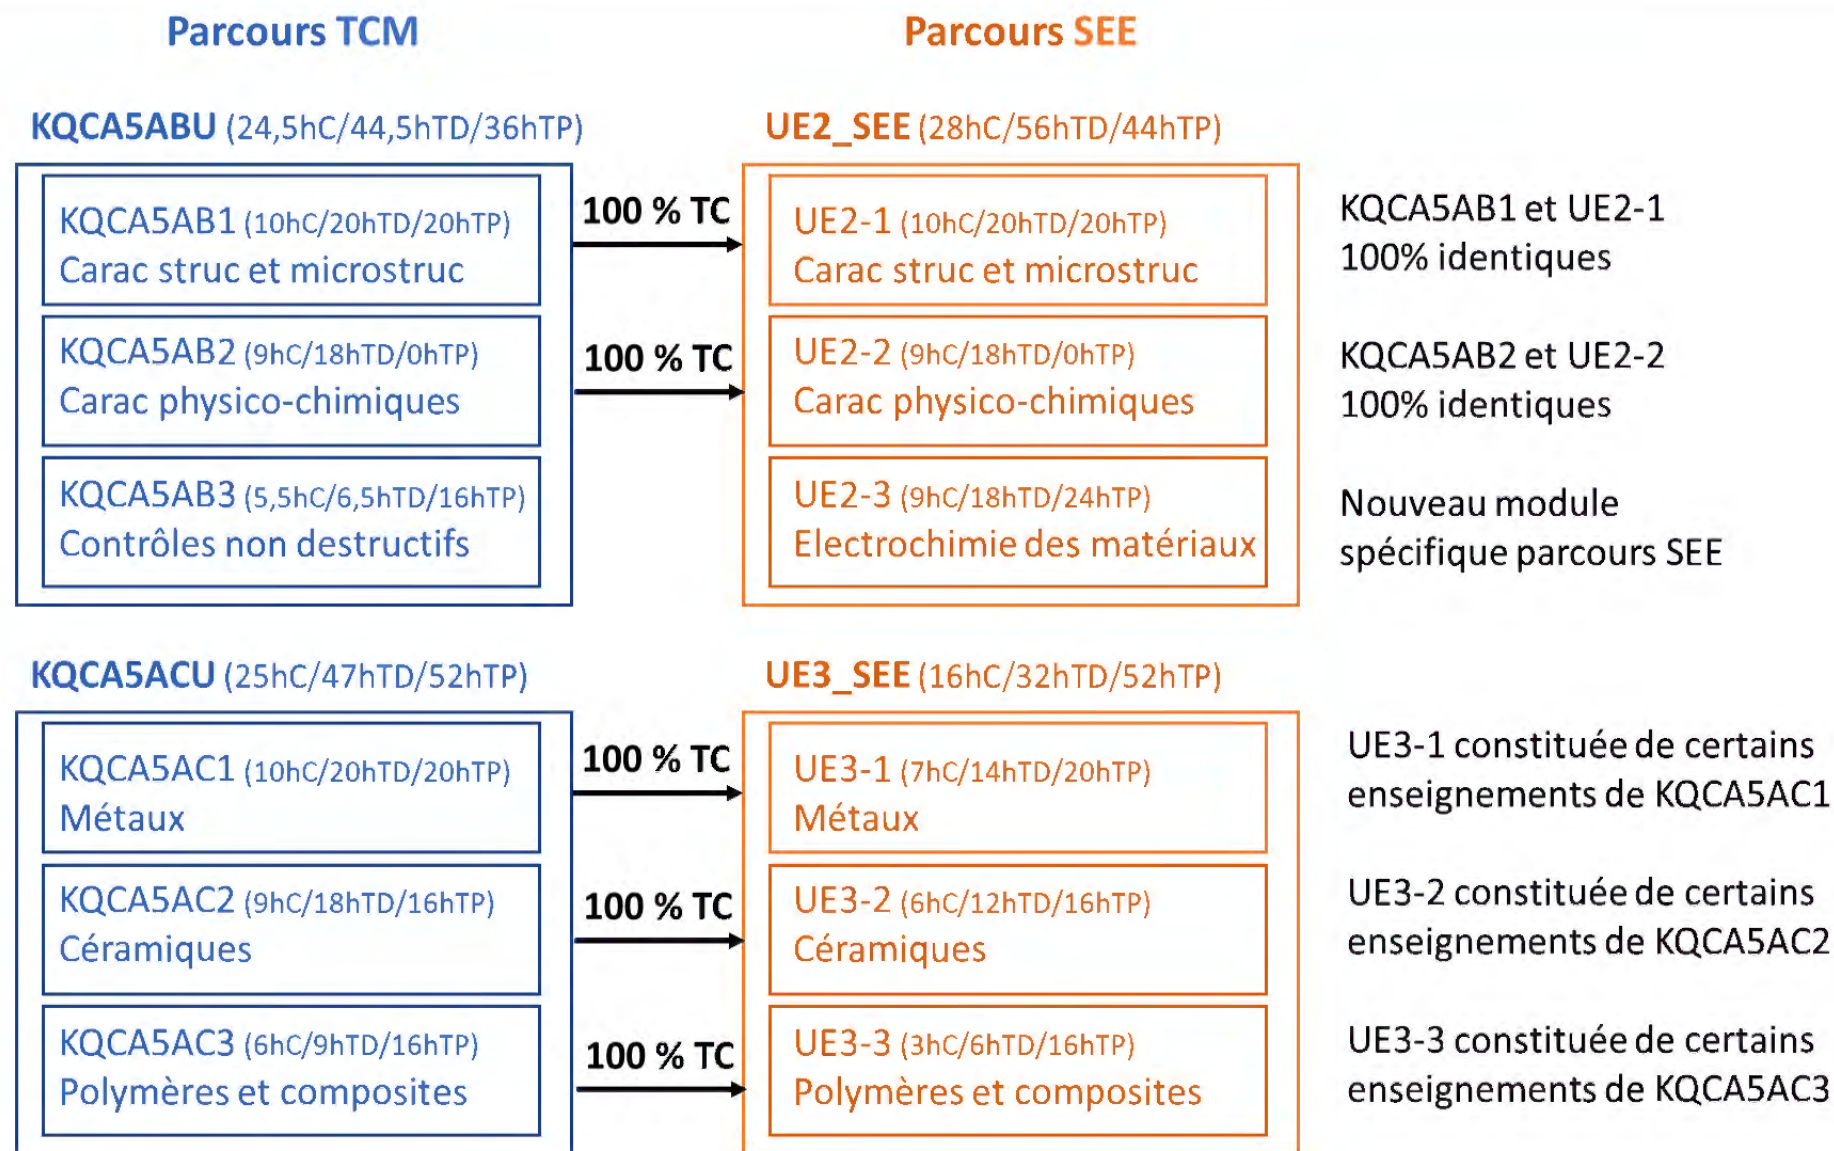 Parcours TCM
Parcours SEE
KQCA5ABU (24,5hC/44,5hTD/36hTP)
UE2_SEE (28hC/56hTD/44hTP)
KQCA5AB1 (10hC/20hTD/20hTP)
Carac struc et microstruc
100 % TC
UE2-1 (10hC/20hTD/20hTP)
Carac struc et microstruc
KQCA5AB1 et UE2-1
100% identiques
KQCA5AB2 (9hC/18hTD/0hTP)
Carac physico-chimiques
100 % TC
UE2-2 (9hC/18hTD/0hTP)
Carac physico-chimiques
KQCA5AB2 et UE2-2
100% identiques
KQCA5AB3 (5,5hC/6,5hTD/16hTP)
Contrôles non destructifs
UE2-3 (9hC/18hTD/24hTP)
Electrochimie des matériaux
Nouveau module
spécifique parcours SEE
KQCA5ACU (25hC/47hTD/52hTP)
UE3_SEE (16hC/32hTD/52hTP)
KQCA5AC1 (10hC/20hTD/20hTP)
Métaux
100 % TC
UE3-1 (7hC/14hTD/20hTP)
Métaux
UE3-1 constituée de certains
enseignements de KQCA5AC1
KQCA5AC2 (9hC/18hTD/16hTP)
Céramiques
100 % TC
UE3-2 (6hC/12hTD/16hTP)
Céramiques
UE3-2 constituée de certains
enseignements de KQCA5AC2
KQCA5AC3 (6hC/9hTD/16hTP)
Polymères et composites
100 % TC
UE3-3 (3hC/6hTD/16hTP)
Polymères et composites
UE3-3 constituée de certains
enseignements de KQCA5AC3